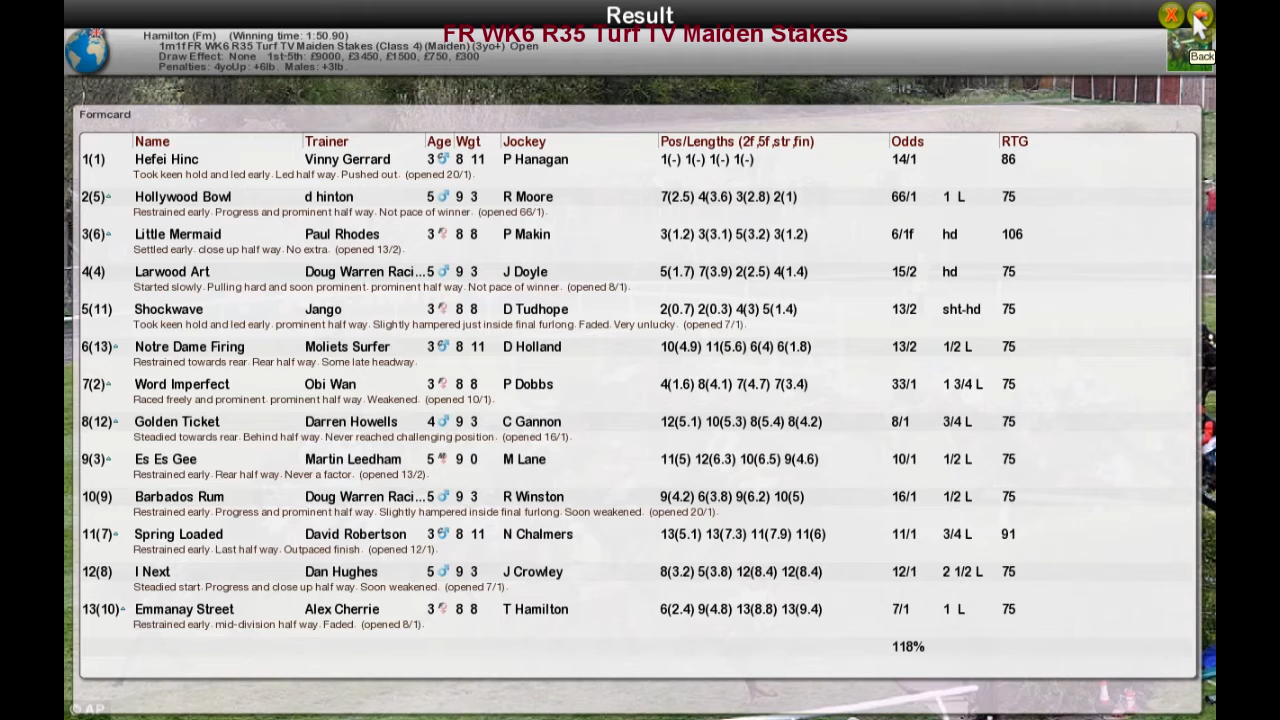 Result
FR WK6 R35 Turf TV Maiden Stakes
Hamilton (Fm) (Winning time: 1:50.90)
1m1f FR WK6 R35 Turf TV Maiden Stakes (Class 4) (Maiden) (3yo+) Open
Draw Effect: None 1st-5th: £9000, £3450, £1500, £750, £300
Penalties: 4yoUp: +6lb. Males: +3lb.
Back
Formcard
Name Trainer Age Wgt Jockey Pos/Lengths (2f,5f,str,fin) Odds RTG
1(1) Hefei Hinc Vinny Gerrard 3 8 11 P Hanagan 1(-) 1(-) 1(-) 1(-) 14/1 86
Took keen hold and led early. Led half way. Pushed out. (opened 20/1).
2(5) Hollywood Bowl d hinton 5 9 3 R Moore 7(2.5) 4(3.6) 3(2.8) 2(1) 66/1 1 L 75
Restrained early. Progress and prominent half way. Not pace of winner. (opened 66/1).
3(6) Little Mermaid Paul Rhodes 3 8 8 P Makin 3(1.2) 3(3.1) 5(3.2) 3(1.2) 6/1f hd 106
Settled early. close up half way. No extra. (opened 13/2).
4(4) Larwood Art Doug Warren Raci... 5 9 3 J Doyle 5(1.7) 7(3.9) 2(2.5) 4(1.4) 15/2 hd 75
Started slowly. Pulling hard and soon prominent. prominent half way. Not pace of winner. (opened 8/1).
5(11) Shockwave Jango 3 8 8 D Tudhope 2(0.7) 2(0.3) 4(3) 5(1.4) 13/2 sht-hd 75
Took keen hold and led early. prominent half way. Slightly hampered just inside final furlong. Faded. Very unlucky. (opened 7/1).
6(13) Notre Dame Firing Moliets Surfer 3 8 11 D Holland 10(4.9) 11(5.6) 6(4) 6(1.8) 13/2 1/2 L 75
Restrained towards rear. Rear half way. Some late headway.
7(2) Word Imperfect Obi Wan 3 8 8 P Dobbs 4(1.6) 8(4.1) 7(4.7) 7(3.4) 33/1 1 3/4 L 75
Raced freely and prominent. prominent half way. Weakened. (opened 10/1).
8(12) Golden Ticket Darren Howells 4 9 3 C Gannon 12(5.1) 10(5.3) 8(5.4) 8(4.2) 8/1 3/4 L 75
Steadied towards rear. Behind half way. Never reached challenging position. (opened 16/1).
9(3) Es Es Gee Martin Leedham 5 9 0 M Lane 11(5) 12(6.3) 10(6.5) 9(4.6) 10/1 1/2 L 75
Restrained early. Rear half way. Never a factor. (opened 13/2).
10(9) Barbados Rum Doug Warren Raci... 5 9 3 R Winston 9(4.2) 6(3.8) 9(6.2) 10(5) 16/1 1/2 L 75
Restrained early. Progress and prominent half way. Slightly hampered inside final furlong. Soon weakened. (opened 20/1).
11(7) Spring Loaded David Robertson 3 8 11 N Chalmers 13(5.1) 13(7.3) 11(7.9) 11(6) 11/1 3/4 L 91
Restrained early. Last half way. Outpaced finish. (opened 12/1).
12(8) I Next Dan Hughes 5 9 3 J Crowley 8(3.2) 5(3.8) 12(8.4) 12(8.4) 12/1 2 1/2 L 75
Steadied start. Progress and close up half way. Soon weakened. (opened 7/1).
13(10) Emmanay Street Alex Cherrie 3 8 8 T Hamilton 6(2.4) 9(4.8) 13(8.8) 13(9.4) 7/1 1 L 75
Restrained early. mid-division half way. Faded. (opened 8/1).
118%
© AP